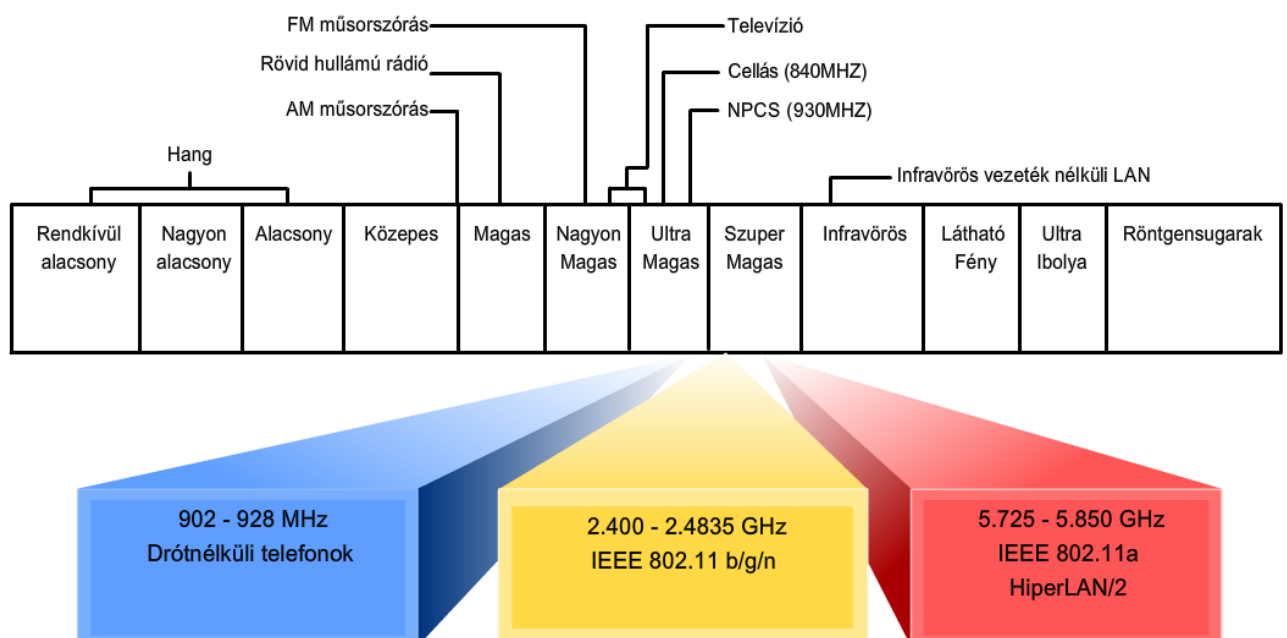 FM műsorszórás
Televízió
Rövid hullámú rádió
Cellás (840MHZ)
AM műsorszórás
NPCS (930MHZ)
Hang
Infravörös vezeték nélküli LAN
Rendkívül
alacsony
Nagyon
alacsony
Alacsony
Közepes
Magas
Nagyon
Magas
Ultra
Magas
Szuper
Magas
Infravörös
Látható
Fény
Ultra
Ibolya
Röntgensugarak
902 - 928 MHz
Drótnélküli telefonok
2.400 - 2.4835 GHz
IEEE 802.11 b/g/n
5.725 - 5.850 GHz
IEEE 802.11a
HiperLAN/2